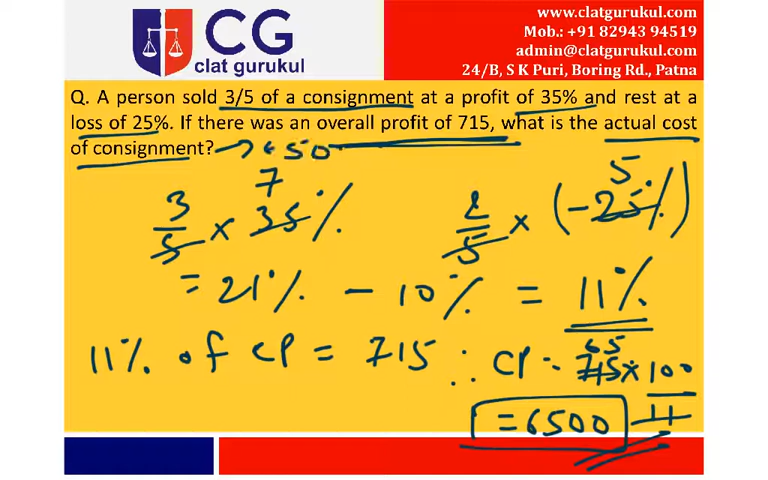 CG
clat gurukul
www.clatgurukul.com
Mob.: +91 82943 94519
admin@clatgurukul.com
24/B, S K Puri, Boring Rd., Patna
Q. A person sold 3/5 of a consignment at a profit of 35% and rest at a
loss of 25%. If there was an overall profit of 715, what is the actual cost
of consignment?
7 5
3/5 × 35% 2/5 × (-25%)
= 21% - 10% = 11%
65
11% of CP = 715 ∴ CP = 715 × 100 / 11
= 6500